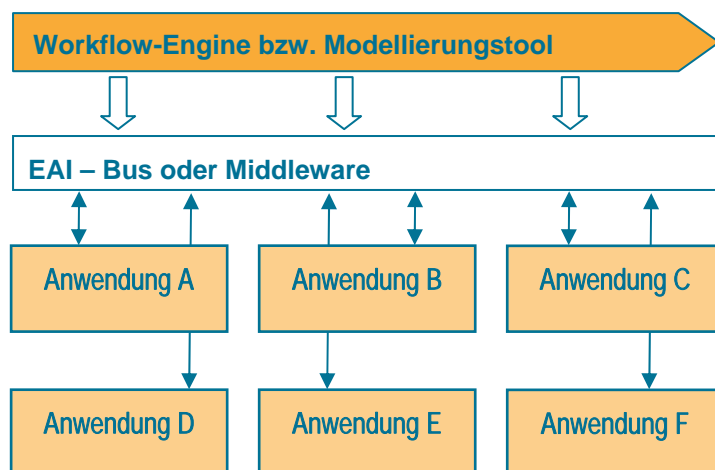 Workflow-Engine bzw. Modellierungstool
EAI – Bus oder Middleware
Anwendung A
Anwendung B
Anwendung C
Anwendung D
Anwendung E
Anwendung F